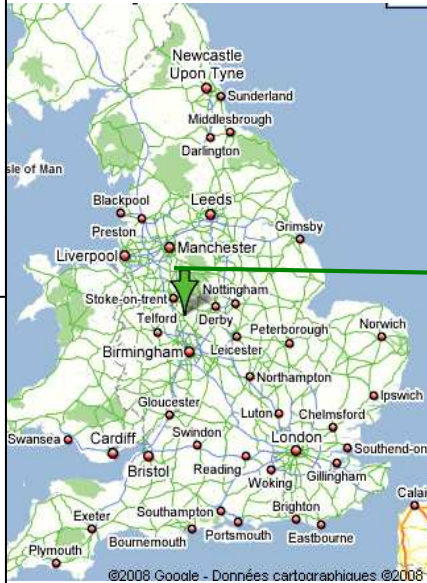 Newcastle
Upon Tyne
Sunderland
Middlesbrough
Darlington
sle of Man
Blackpool
Leeds
Preston
Grimsby
Manchester
Liverpool
Stoke-on-trent
Nottingham
Telford
Derby
Peterborough
Norwich
Birmingham
Leicester
Northampton
Ipswich
Gloucester
Luton
Chelmsford
Swansea
Cardiff
Swindon
London
Southend-on
Bristol
Reading
Gillingham
Woking
Calai
Exeter
Southampton
Brighton
Plymouth
Bournemouth
Portsmouth
Eastbourne
©2008 Google - Données cartographiques ©2008